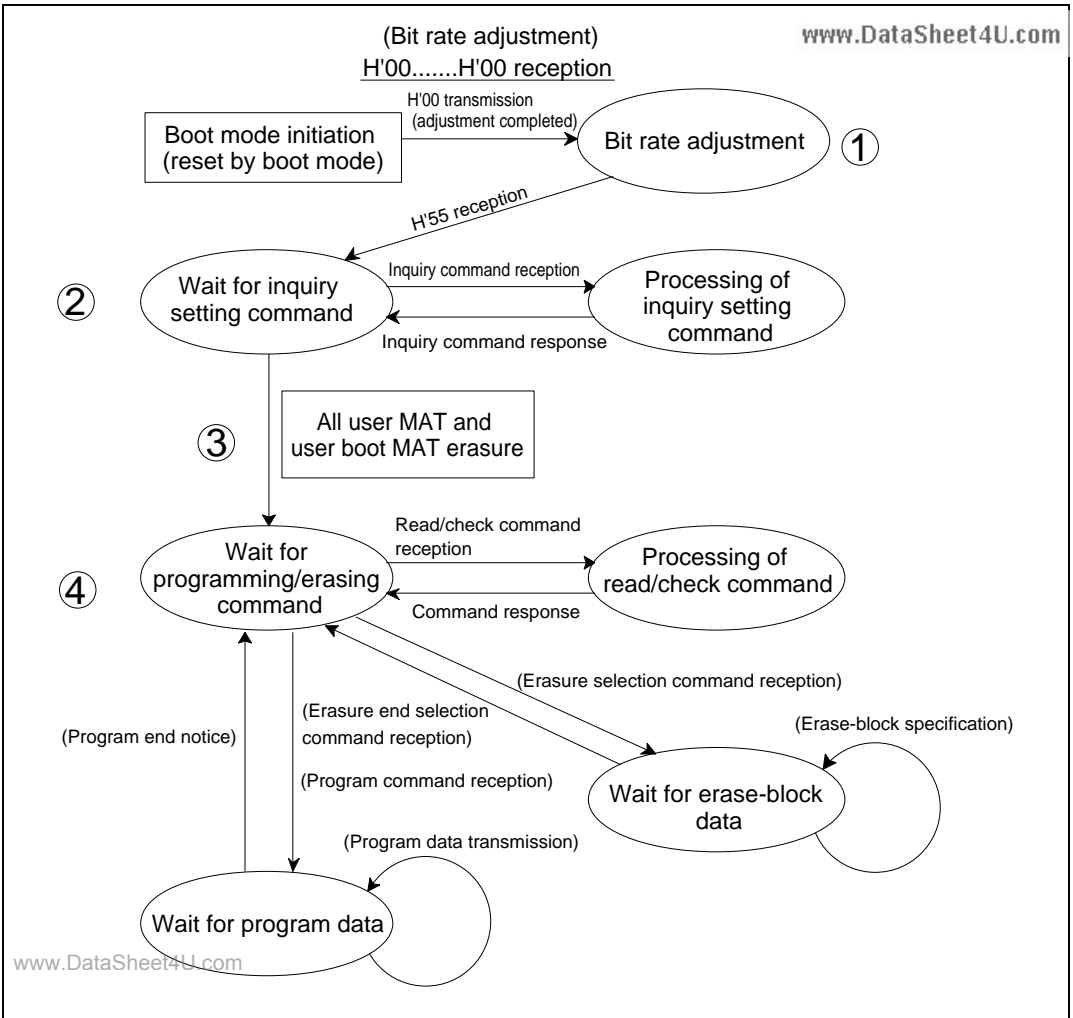 www.DataSheet4U.com
(Bit rate adjustment)
H'00.......H'00 reception
H'00 transmission
(adjustment completed)
Boot mode initiation
(reset by boot mode)
Bit rate adjustment
1
H'55 reception
2
Wait for inquiry
setting command
Inquiry command reception
Inquiry command response
Processing of
inquiry setting
command
3
All user MAT and
user boot MAT erasure
4
Wait for
programming/erasing
command
Read/check command
reception
Command response
Processing of
read/check command
(Erasure selection command reception)
(Program end notice)
(Erasure end selection
command reception)
(Program command reception)
(Erase-block specification)
Wait for erase-block
data
(Program data transmission)
Wait for program data
www.DataSheet4U.com